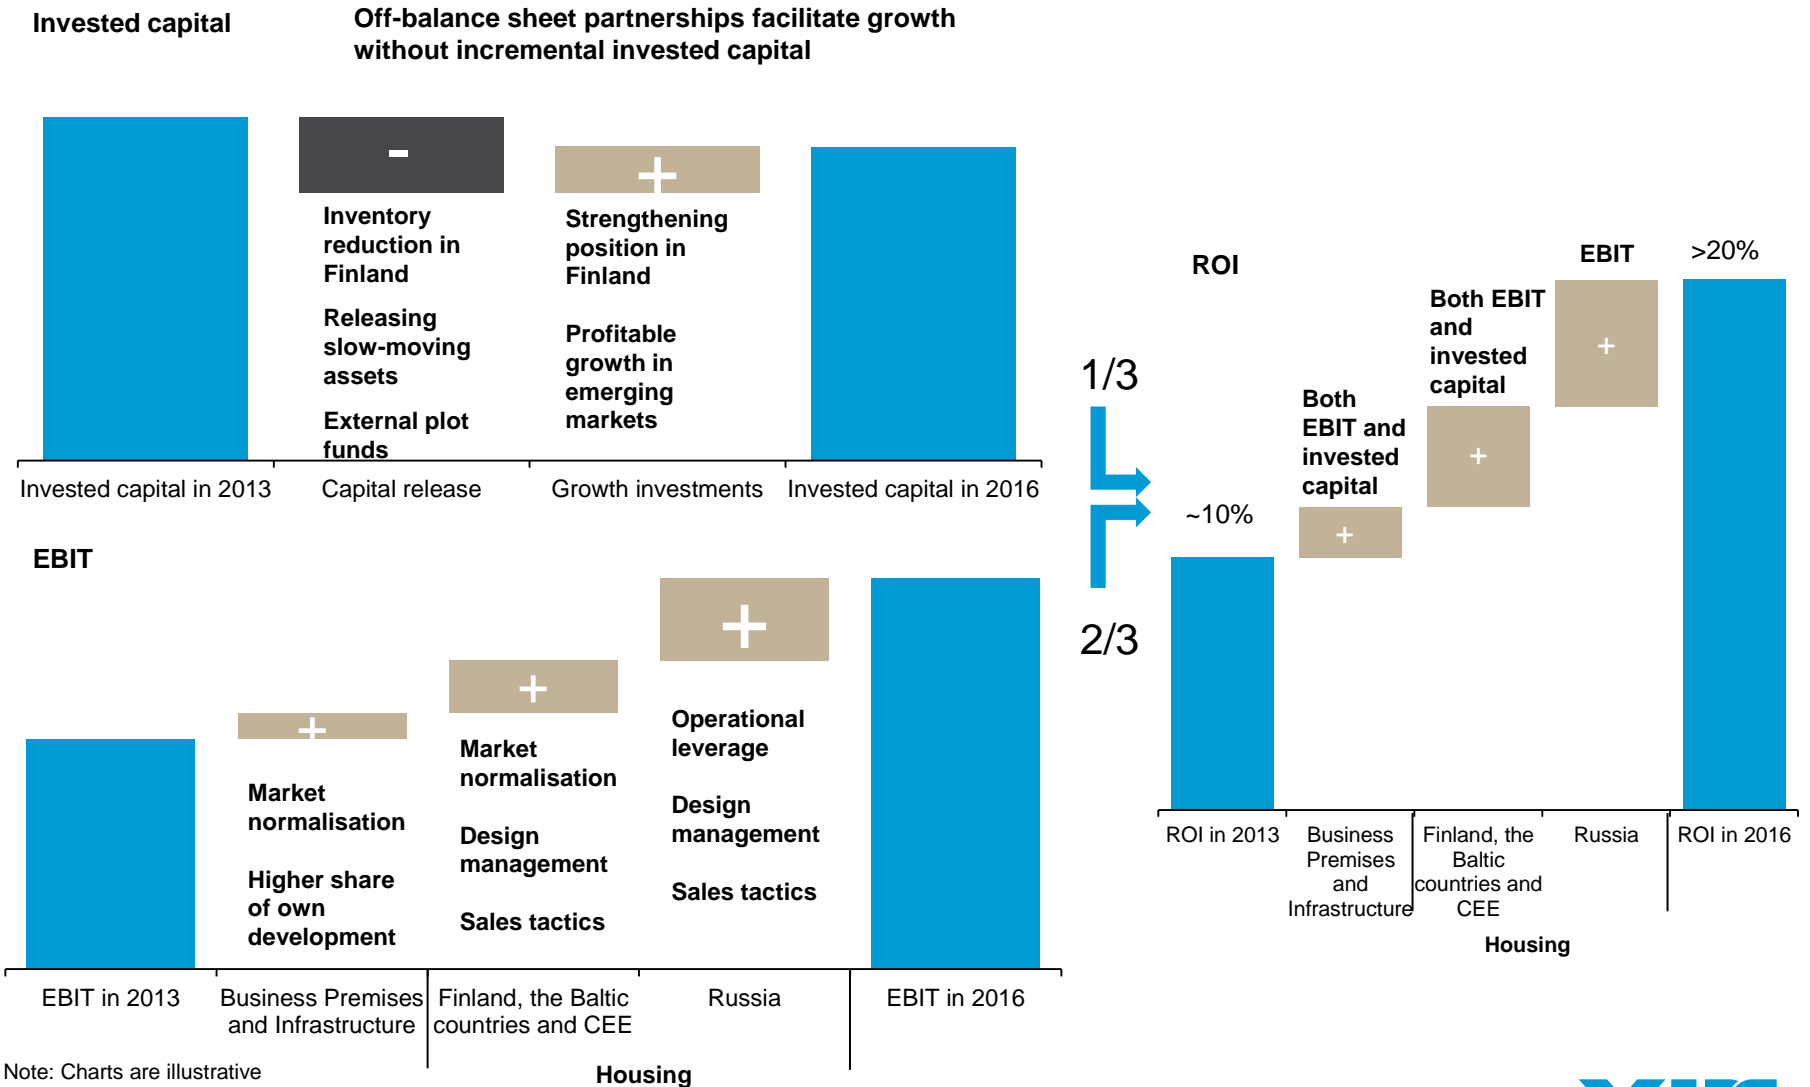 Invested capital
Off-balance sheet partnerships facilitate growth
without incremental invested capital
-
+
Inventory
reduction in
Finland
Releasing
slow-moving
assets
External plot
funds
Strengthening
position in
Finland
Profitable
growth in
emerging
markets
Invested capital in 2013
Capital release
Growth investments
Invested capital in 2016
EBIT
+
+
+
Market
normalisation
Higher share
of own
development
Market
normalisation
Design
management
Sales tactics
Operational
leverage
Design
management
Sales tactics
EBIT in 2013
Business Premises
and Infrastructure
Finland, the Baltic
countries and CEE
Russia
EBIT in 2016
Housing
Note: Charts are illustrative
1/3
2/3
ROI
~10%
Both
EBIT and
invested
capital
+
Both EBIT
and
invested
capital
+
EBIT
+
>20%
ROI in 2013
Business
Premises
and
Infrastructure
Finland, the
Baltic
countries and
CEE
Russia
ROI in 2016
Housing